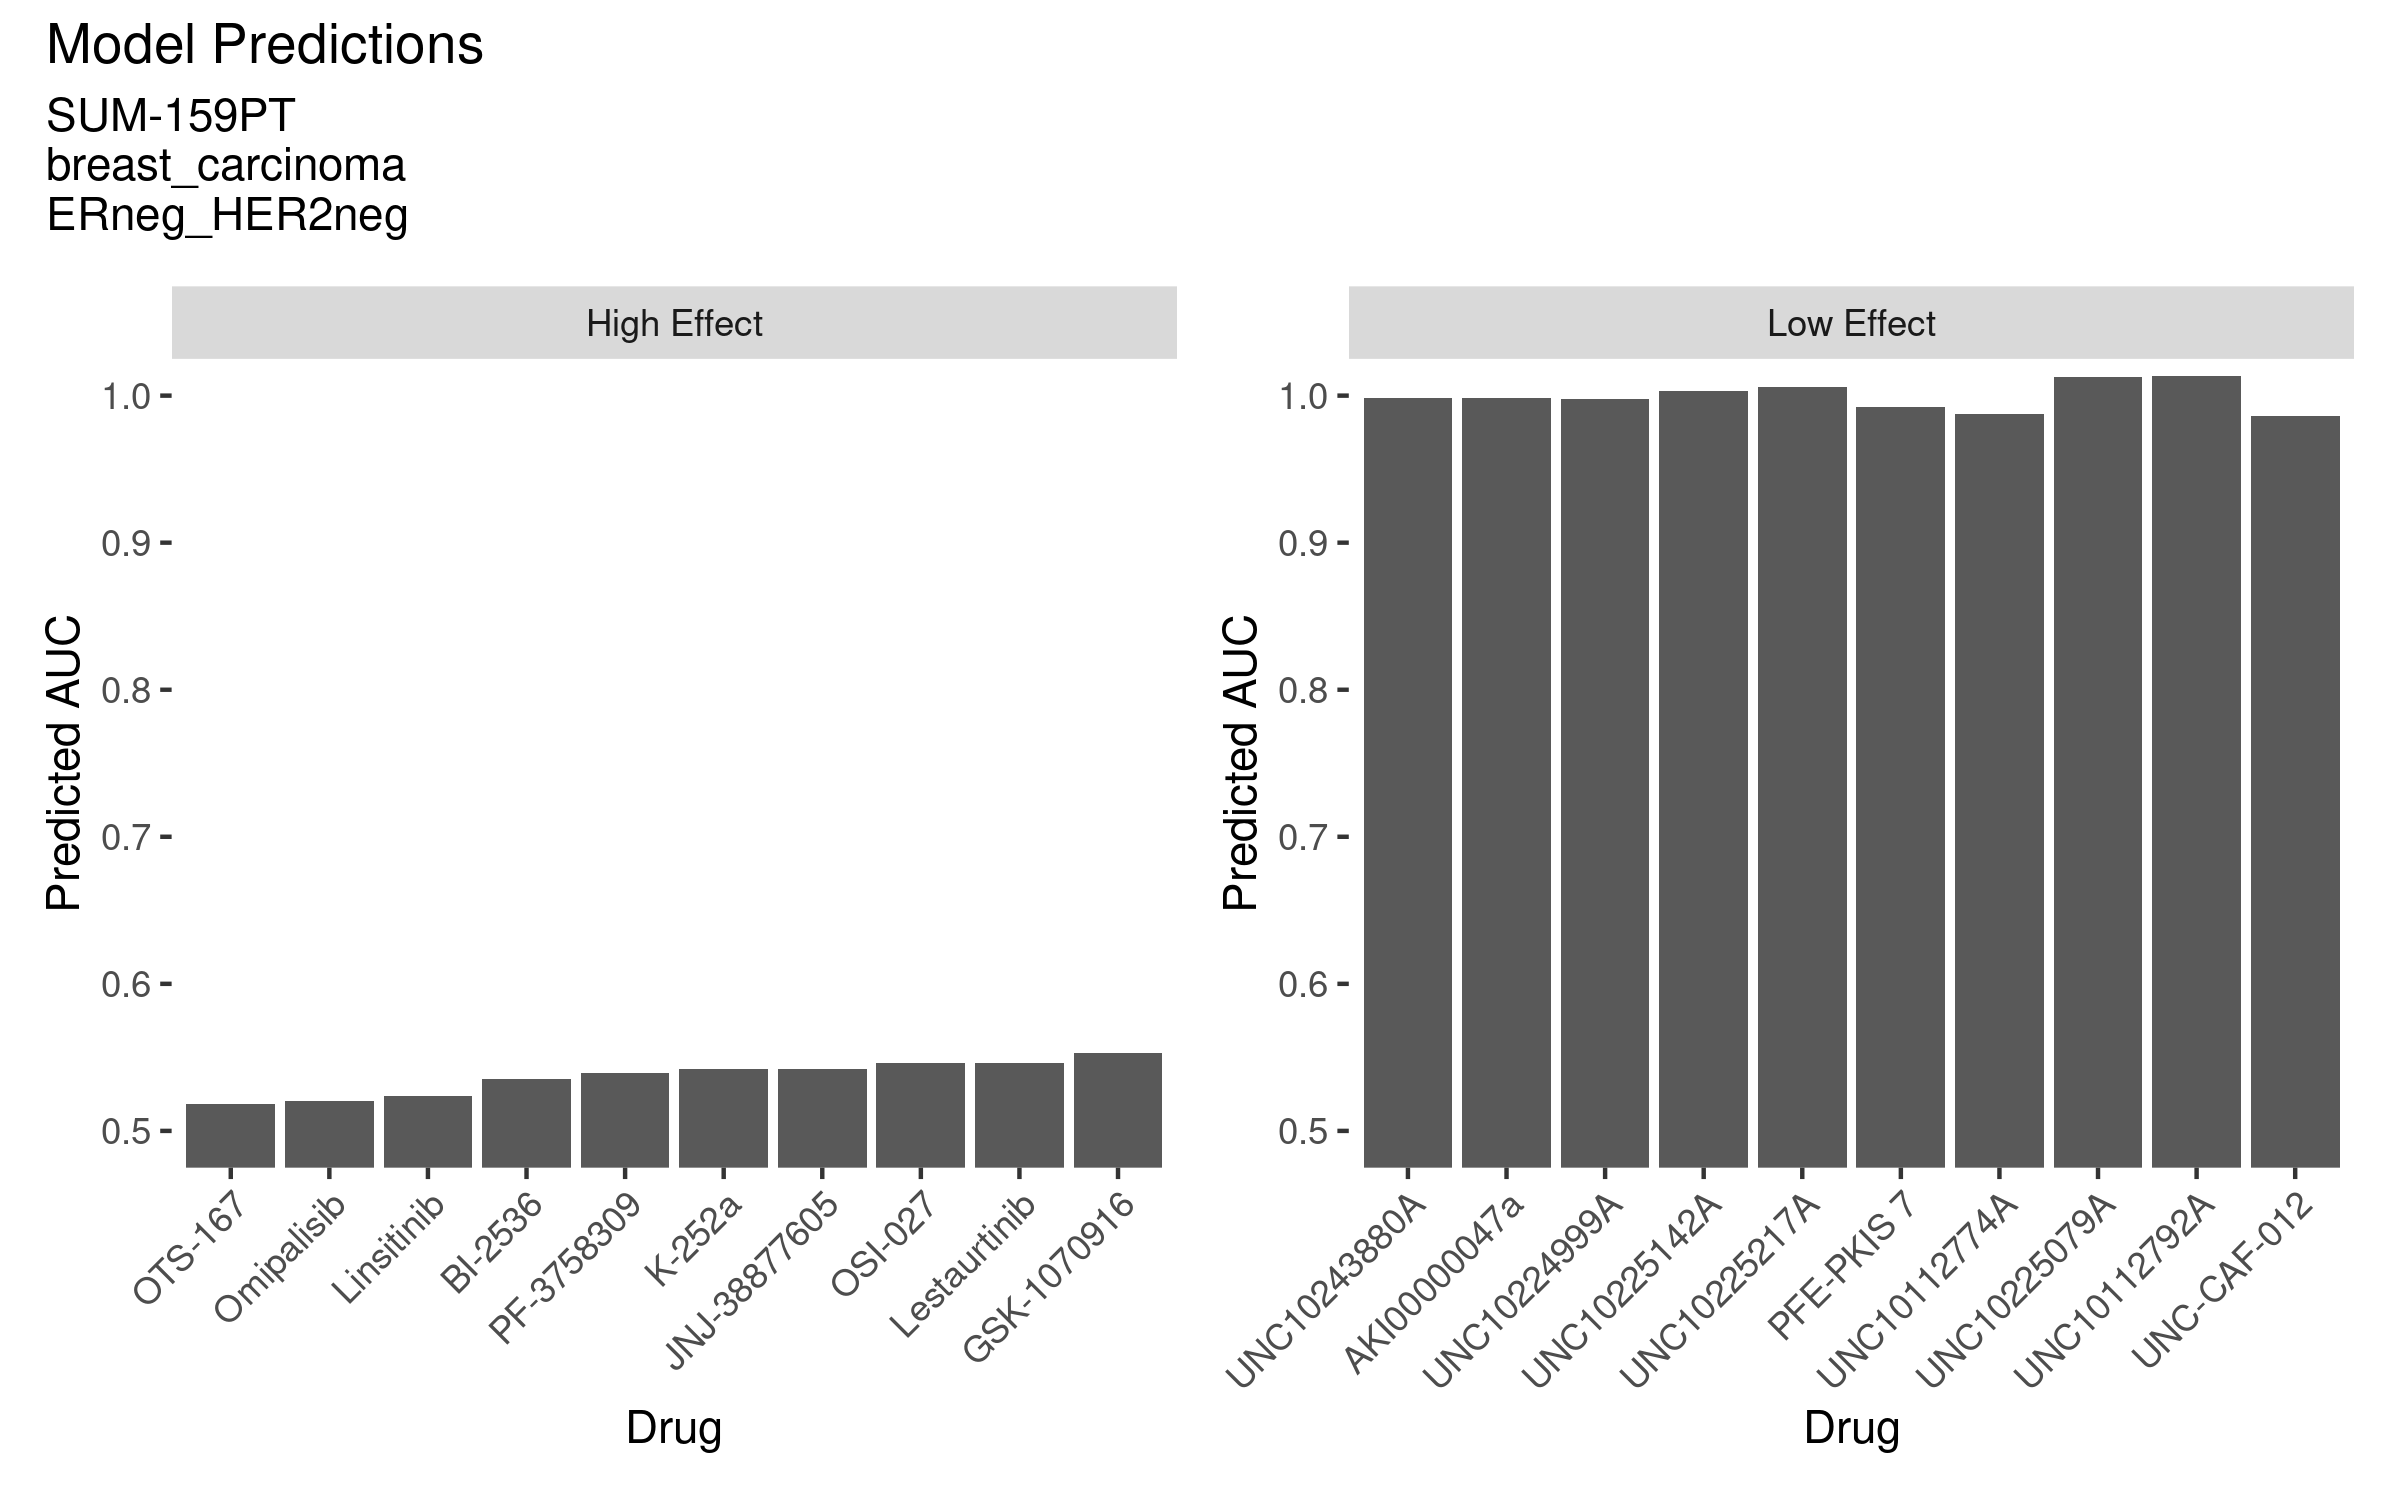 Model Predictions
SUM-159PT
breast_carcinoma
ERneg_HER2neg
High Effect
Predicted AUC
1.0
0.9
0.8
0.7
0.6
0.5
OTS-167
Omipalisib
Linsitinib
BI-2536
PF-3758309
K-252a
JNJ-38877605
OSI-027
Lestaurtinib
GSK-1070916
Drug
Low Effect
Predicted AUC
1.0
0.9
0.8
0.7
0.6
0.5
UNC10243880A
AKI00000047a
UNC10224999A
UNC10225142A
UNC10225217A
PFE-PKIS 7
UNC10112774A
UNC10225079A
UNC10112792A
UNC-CAF-012
Drug